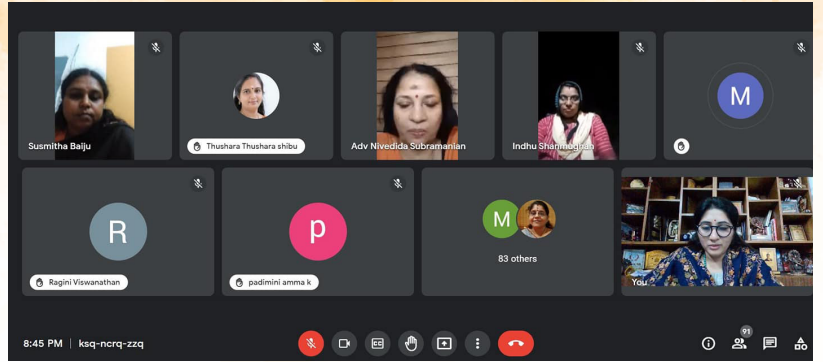 Susmitha Baiju
Thushara Thushara shibu
Adv Nivedida Subramanian
Indhu Shanmughan
M
R
Ragini Viswanathan
p
padimini amma k
M
83 others
You
8:45 PM | ksq-ncrq-zzq
CC
91